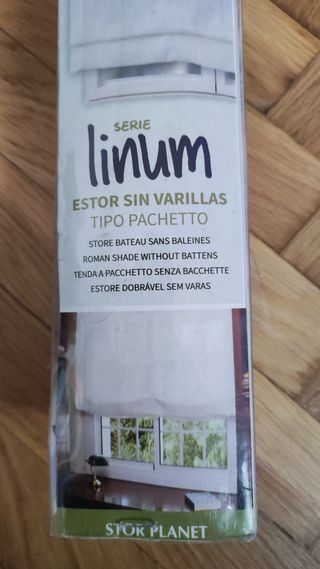 SERIE
linum
ESTOR SIN VARILLAS
TIPO PACHETTO
STORE BATEAU SANS BALEINES
ROMAN SHADE WITHOUT BATTENS
TENDA A PACCHETTO SENZA BACCHETTE
ESTORE DOBRÁVEL SEM VARAS
STOR PLANET